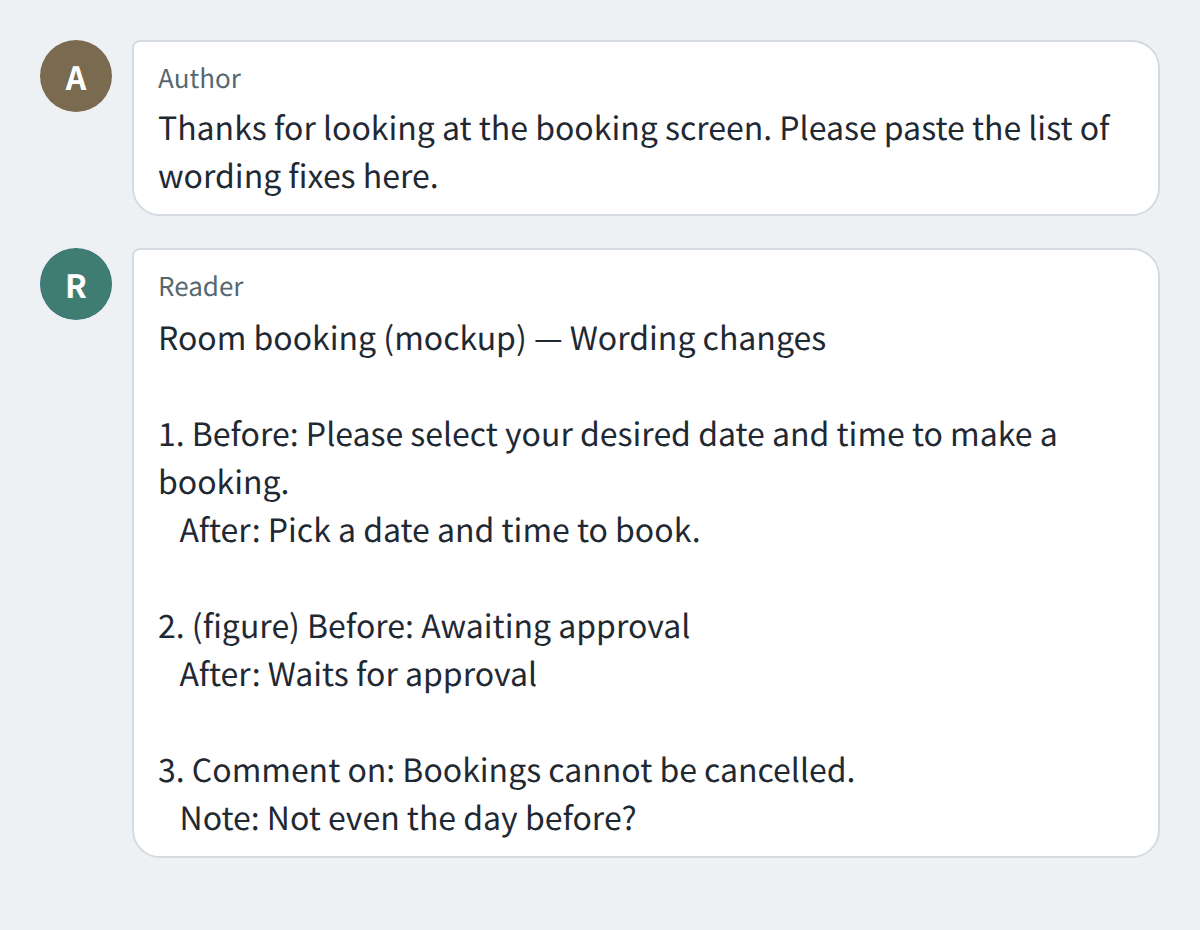 A
Author
Thanks for looking at the booking screen. Please paste the list of
wording fixes here.
R
Reader
Room booking (mockup) — Wording changes
1. Before: Please select your desired date and time to make a
booking.
After: Pick a date and time to book.
2. (figure) Before: Awaiting approval
After: Waits for approval
3. Comment on: Bookings cannot be cancelled.
Note: Not even the day before?